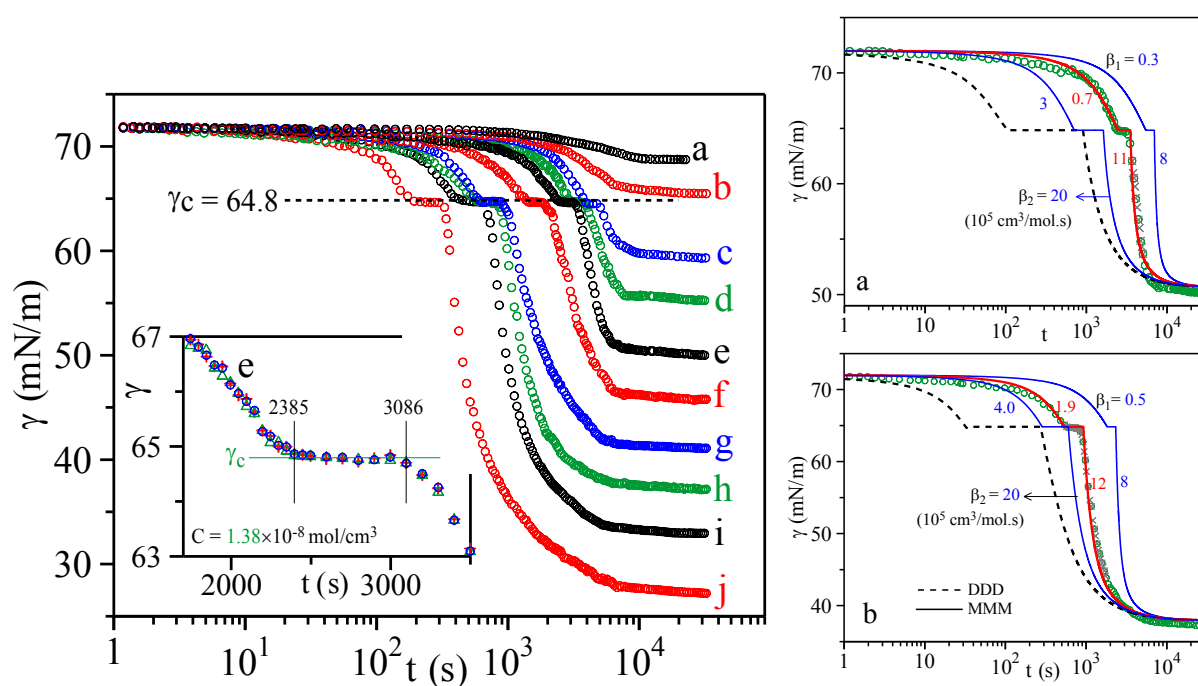 γ (mN/m)
70
60
50
40
30
γc = 64.8
a
b
c
d
e
f
g
h
i
j
1
10¹
10²
10³
10⁴
t (s)
γ
67
65
63
e
2385
3086
γc
C = 1.38×10⁻⁸ mol/cm³
2000
t (s)
3000
γ (mN/m)
70
60
50
β₁ = 0.3
3
0.7
11
8
β₂ = 20
(10⁵ cm³/mol.s)
a
1
10
10²
t
10³
10⁴
γ (mN/m)
70
60
50
40
β₁ = 0.5
4.0
1.9
12
8
β₂ = 20
(10⁵ cm³/mol.s)
b
DDD
MMM
1
10
10²
t (s)
10³
10⁴